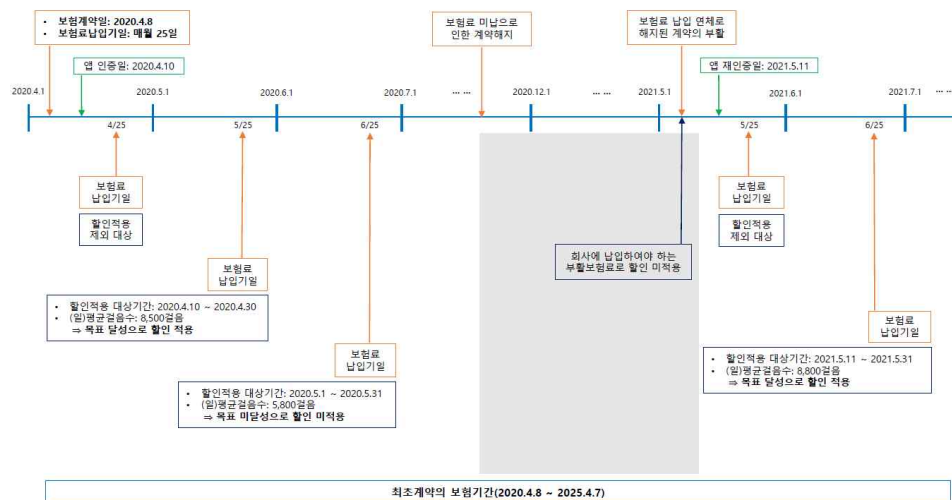 • 보험계약일: 2020.4.8
• 보험료납입기일: 매월 25일
보험료 미납으로
인한 계약해지
보험료 납입 연체로
해지된 계약의 부활
앱 인증일: 2020.4.10
앱 재인증일: 2021.5.11
2020.4.1
2020.5.1
2020.6.1
2020.7.1
... ...
2020.12.1
... ...
2021.5.1
2021.6.1
2021.7.1
... ...
4/25
5/25
6/25
5/25
6/25
보험료
납입기일
할인적용
제외 대상
보험료
납입기일
할인적용
제외 대상
회사에 납입하여야 하는
부활보험료로 할인 미적용
보험료
납입기일
• 할인적용 대상기간: 2020.4.10 ~ 2020.4.30
• (일)평균걸음수: 8,500걸음
⇒ 목표 달성으로 할인 적용
보험료
납입기일
보험료
납입기일
• 할인적용 대상기간: 2021.5.11 ~ 2021.5.31
• (일)평균걸음수: 8,800걸음
⇒ 목표 달성으로 할인 적용
• 할인적용 대상기간: 2020.5.1 ~ 2020.5.31
• (일)평균걸음수: 5,800걸음
⇒ 목표 미달성으로 할인 미적용
최초계약의 보험기간(2020.4.8 ~ 2025.4.7)